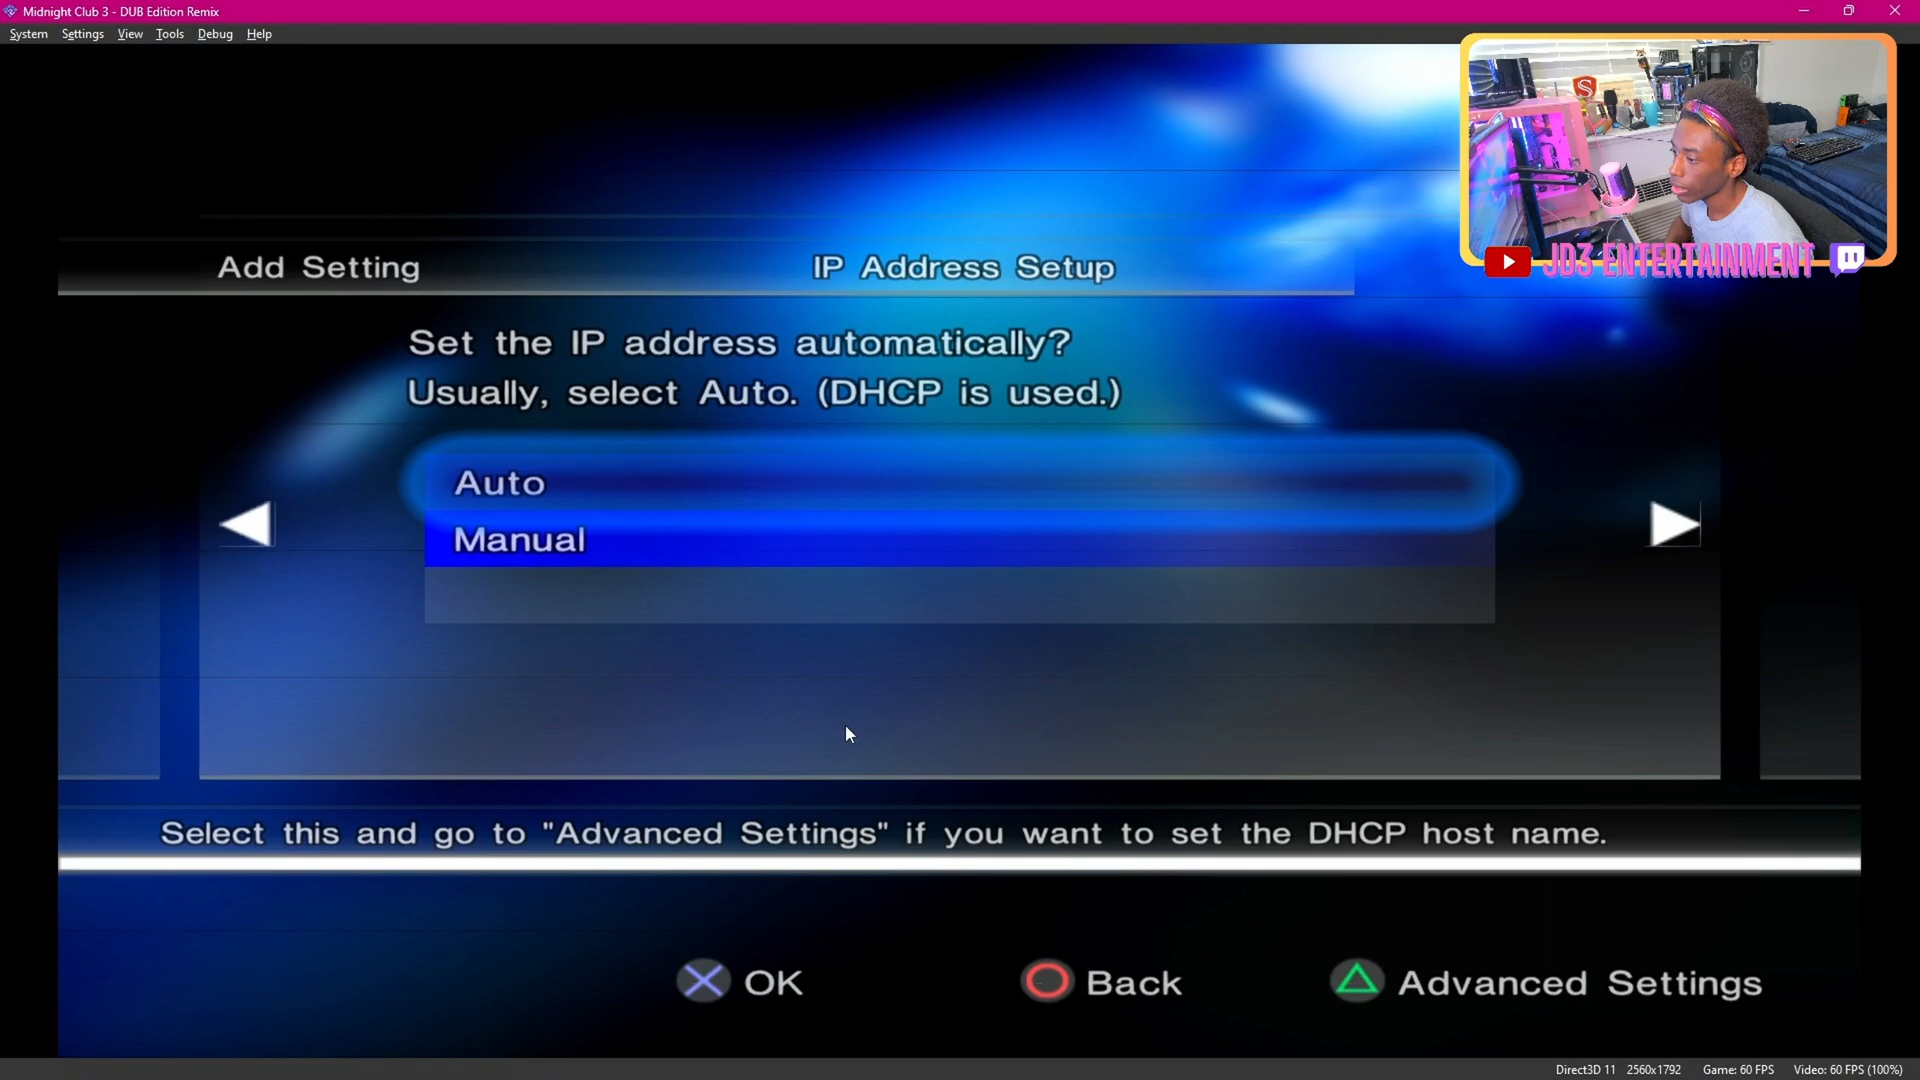 Midnight Club 3 - DUB Edition Remix
System Settings View Tools Debug Help
S
JD3 ENTERTAINMENT
Add Setting
IP Address Setup
Set the IP address automatically?
Usually, select Auto. (DHCP is used.)
Auto
Manual
Select this and go to "Advanced Settings" if you want to set the DHCP host name.
OK
Back
Advanced Settings
Direct3D 11 2560x1792 Game: 60 FPS Video: 60 FPS (100%)